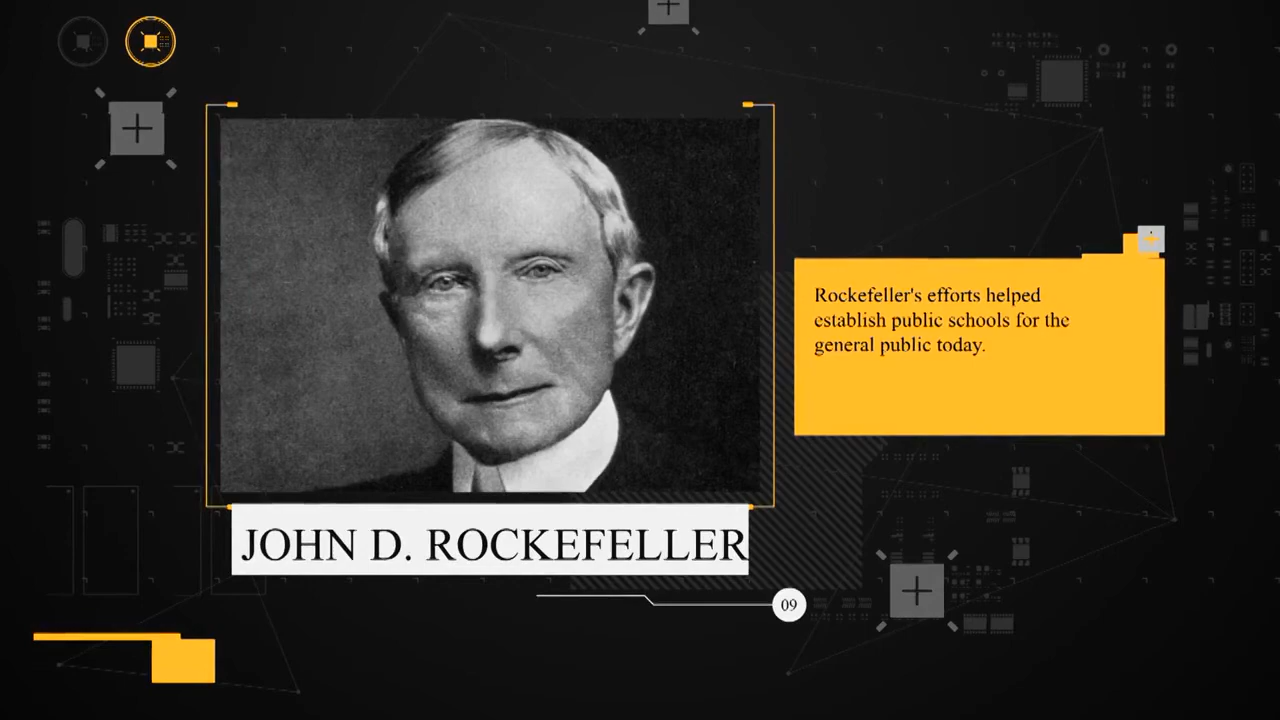 Rockefeller's efforts helped
establish public schools for the
general public today.
JOHN D. ROCKEFELLER
09